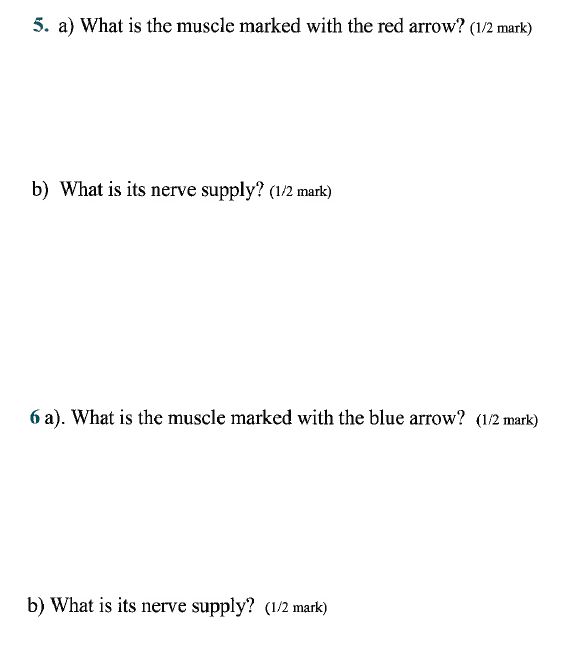 5. a) What is the muscle marked with the red arrow? (1/2 mark)
b) What is its nerve supply? (1/2 mark)
6 a). What is the muscle marked with the blue arrow? (1/2 mark)
b) What is its nerve supply? (1/2 mark)